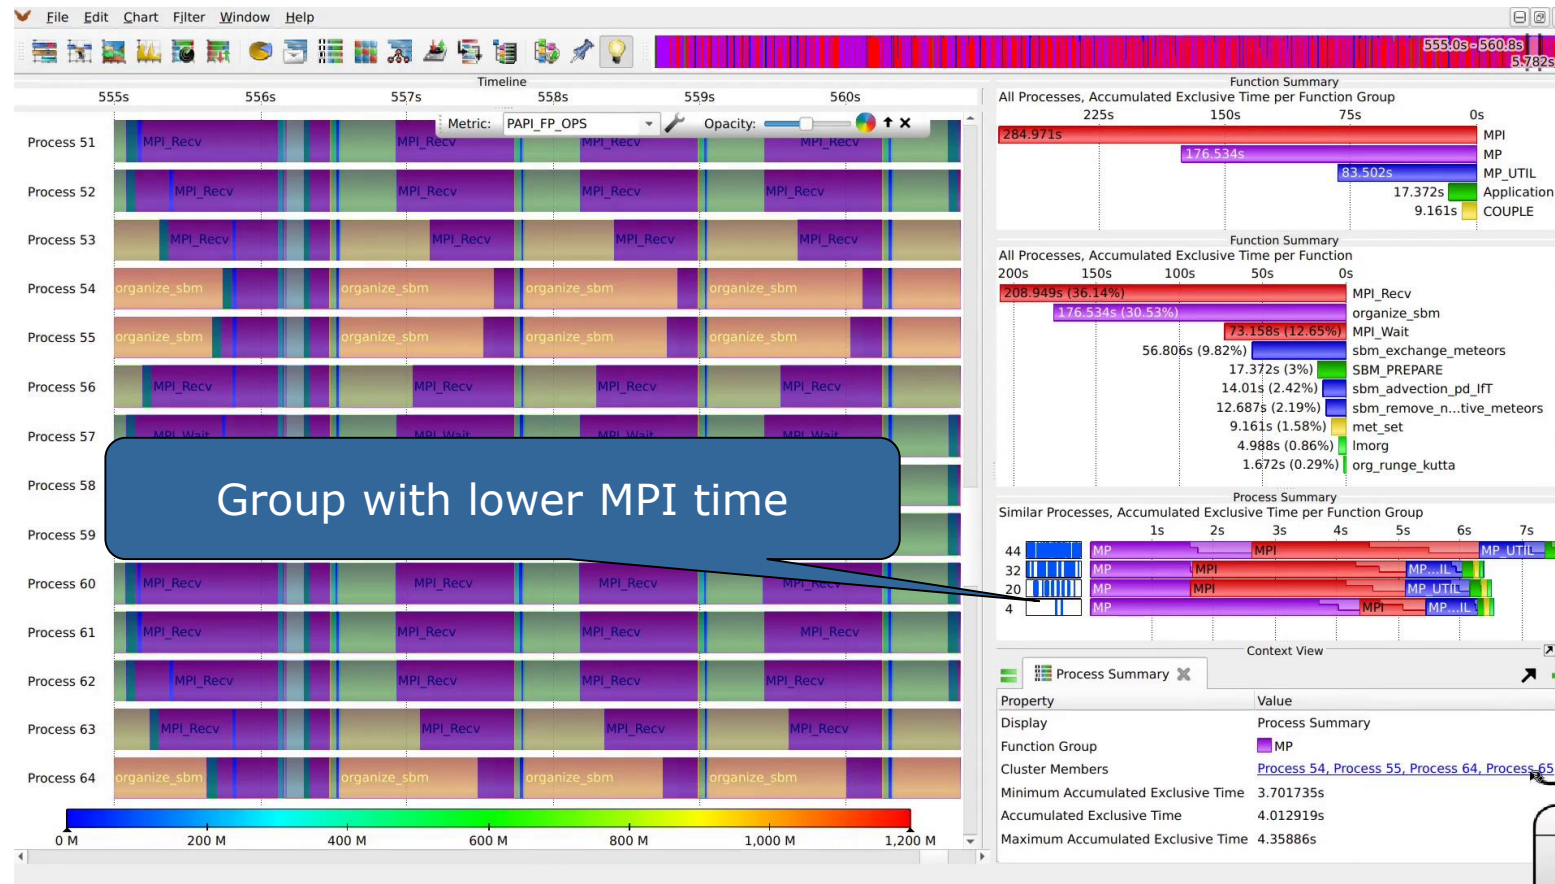 File Edit Chart Filter Window Help
555.0s - 560.8s
5.782s
Timeline
555s 556s 557s 558s 559s 560s
Metric: PAPI_FP_OPS Opacity:
Process 51 MPI_Recv MPI_Recv MPI_Recv MPI_Recv
Process 52 MPI_Recv MPI_Recv MPI_Recv MPI_Recv
Process 53 MPI_Recv MPI_Recv MPI_Recv MPI_Recv
Process 54 organize_sbm organize_sbm organize_sbm organize_sbm
Process 55 organize_sbm organize_sbm organize_sbm organize_sbm
Process 56 MPI_Recv MPI_Recv MPI_Recv MPI_Recv
Process 57 MPI_Wait MPI_Wait MPI_Wait MPI_Wait
Process 58
Group with lower MPI time
Process 59
Process 60 MPI_Recv MPI_Recv MPI_Recv MPI_Recv
Process 61 MPI_Recv MPI_Recv MPI_Recv MPI_Recv
Process 62 MPI_Recv MPI_Recv MPI_Recv MPI_Recv
Process 63 MPI_Recv MPI_Recv MPI_Recv MPI_Recv
Process 64 organize_sbm organize_sbm organize_sbm organize_sbm
0 M 200 M 400 M 600 M 800 M 1,000 M 1,200 M
Function Summary
All Processes, Accumulated Exclusive Time per Function Group
225s 150s 75s 0s
284.971s MPI
176.534s MP
83.502s MP_UTIL
17.372s Application
9.161s COUPLE
Function Summary
All Processes, Accumulated Exclusive Time per Function
200s 150s 100s 50s 0s
208.949s (36.14%) MPI_Recv
176.534s (30.53%) organize_sbm
73.158s (12.65%) MPI_Wait
56.806s (9.82%) sbm_exchange_meteors
17.372s (3%) SBM_PREPARE
14.01s (2.42%) sbm_advection_pd_lfT
12.687s (2.19%) sbm_remove_n...tive_meteors
9.161s (1.58%) met_set
4.988s (0.86%) lmorg
1.672s (0.29%) org_runge_kutta
Process Summary
Similar Processes, Accumulated Exclusive Time per Function Group
1s 2s 3s 4s 5s 6s 7s
44 MP MPI MP_UTIL
32 MP MPI MP...IL
20 MP MPI MP_UTIL
4 MP MPI MP...IL
Context View
Process Summary
Property Value
Display Process Summary
Function Group MP
Cluster Members Process 54, Process 55, Process 64, Process 65
Minimum Accumulated Exclusive Time 3.701735s
Accumulated Exclusive Time 4.012919s
Maximum Accumulated Exclusive Time 4.35886s